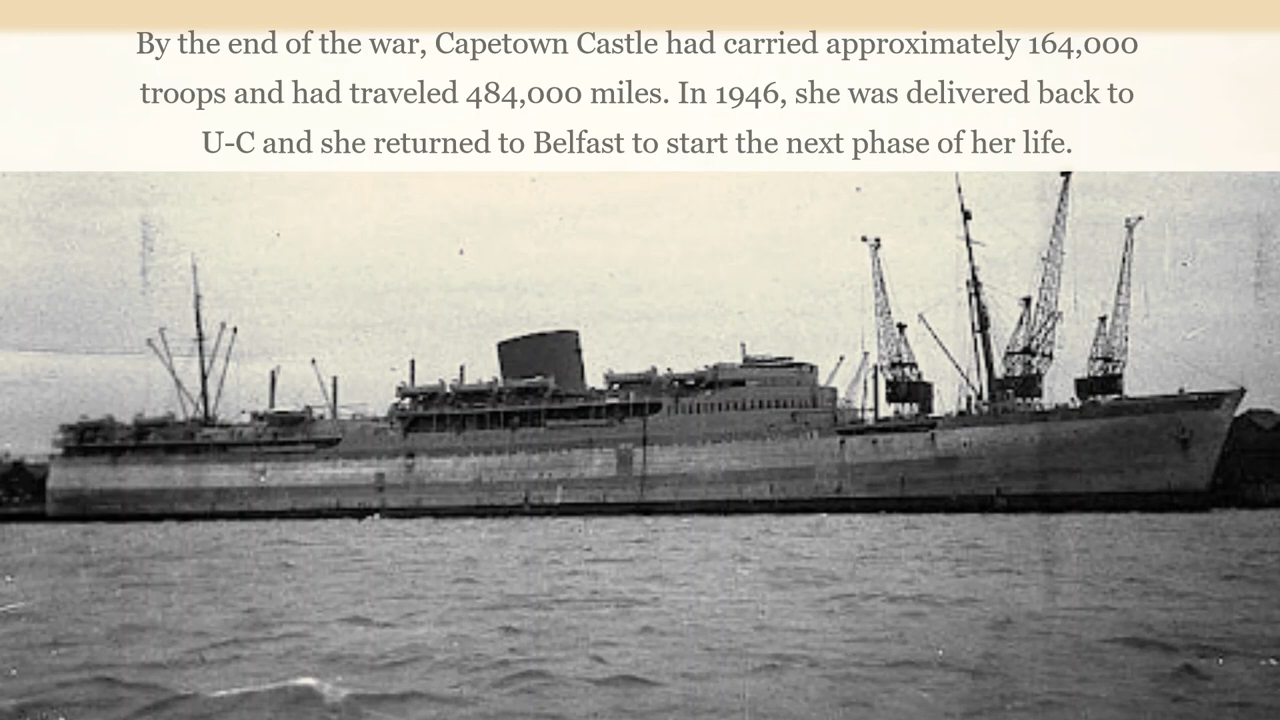 By the end of the war, Capetown Castle had carried approximately 164,000
troops and had traveled 484,000 miles. In 1946, she was delivered back to
U-C and she returned to Belfast to start the next phase of her life.